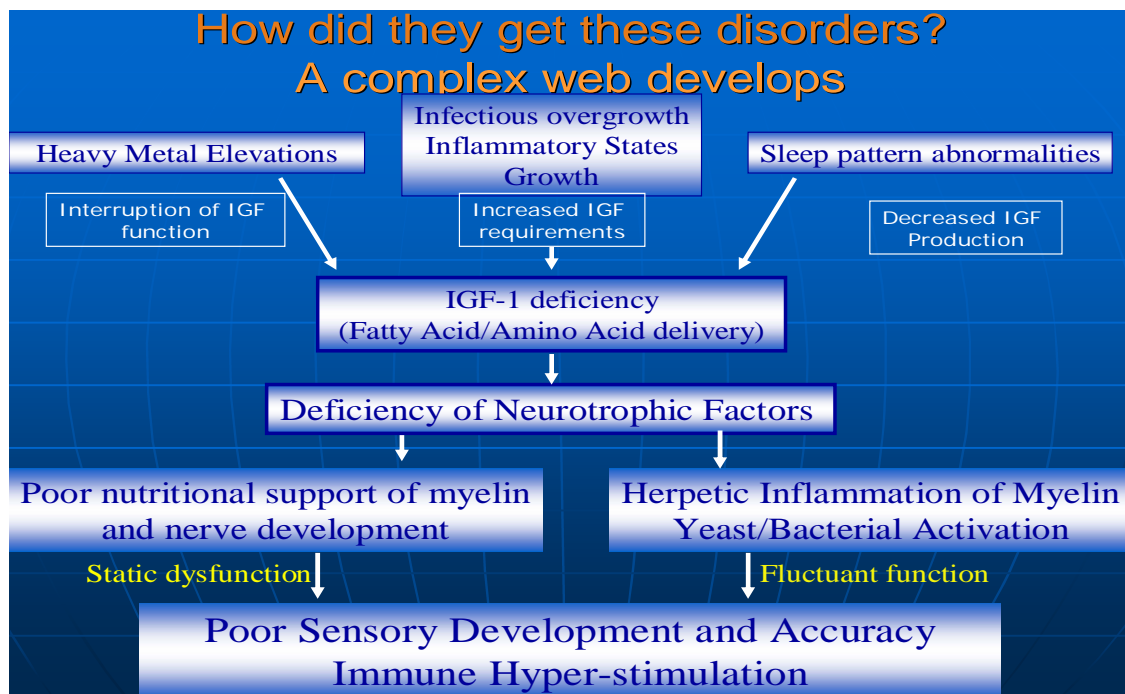 How did they get these disorders?
A complex web develops
Heavy Metal Elevations
Infectious overgrowth
Inflammatory States
Growth
Sleep pattern abnormalities
Interruption of IGF
function
Increased IGF
requirements
Decreased IGF
Production
IGF-1 deficiency
(Fatty Acid/Amino Acid delivery)
Deficiency of Neurotrophic Factors
Poor nutritional support of myelin
and nerve development
Herpetic Inflammation of Myelin
Yeast/Bacterial Activation
Static dysfunction
Fluctuant function
Poor Sensory Development and Accuracy
Immune Hyper-stimulation